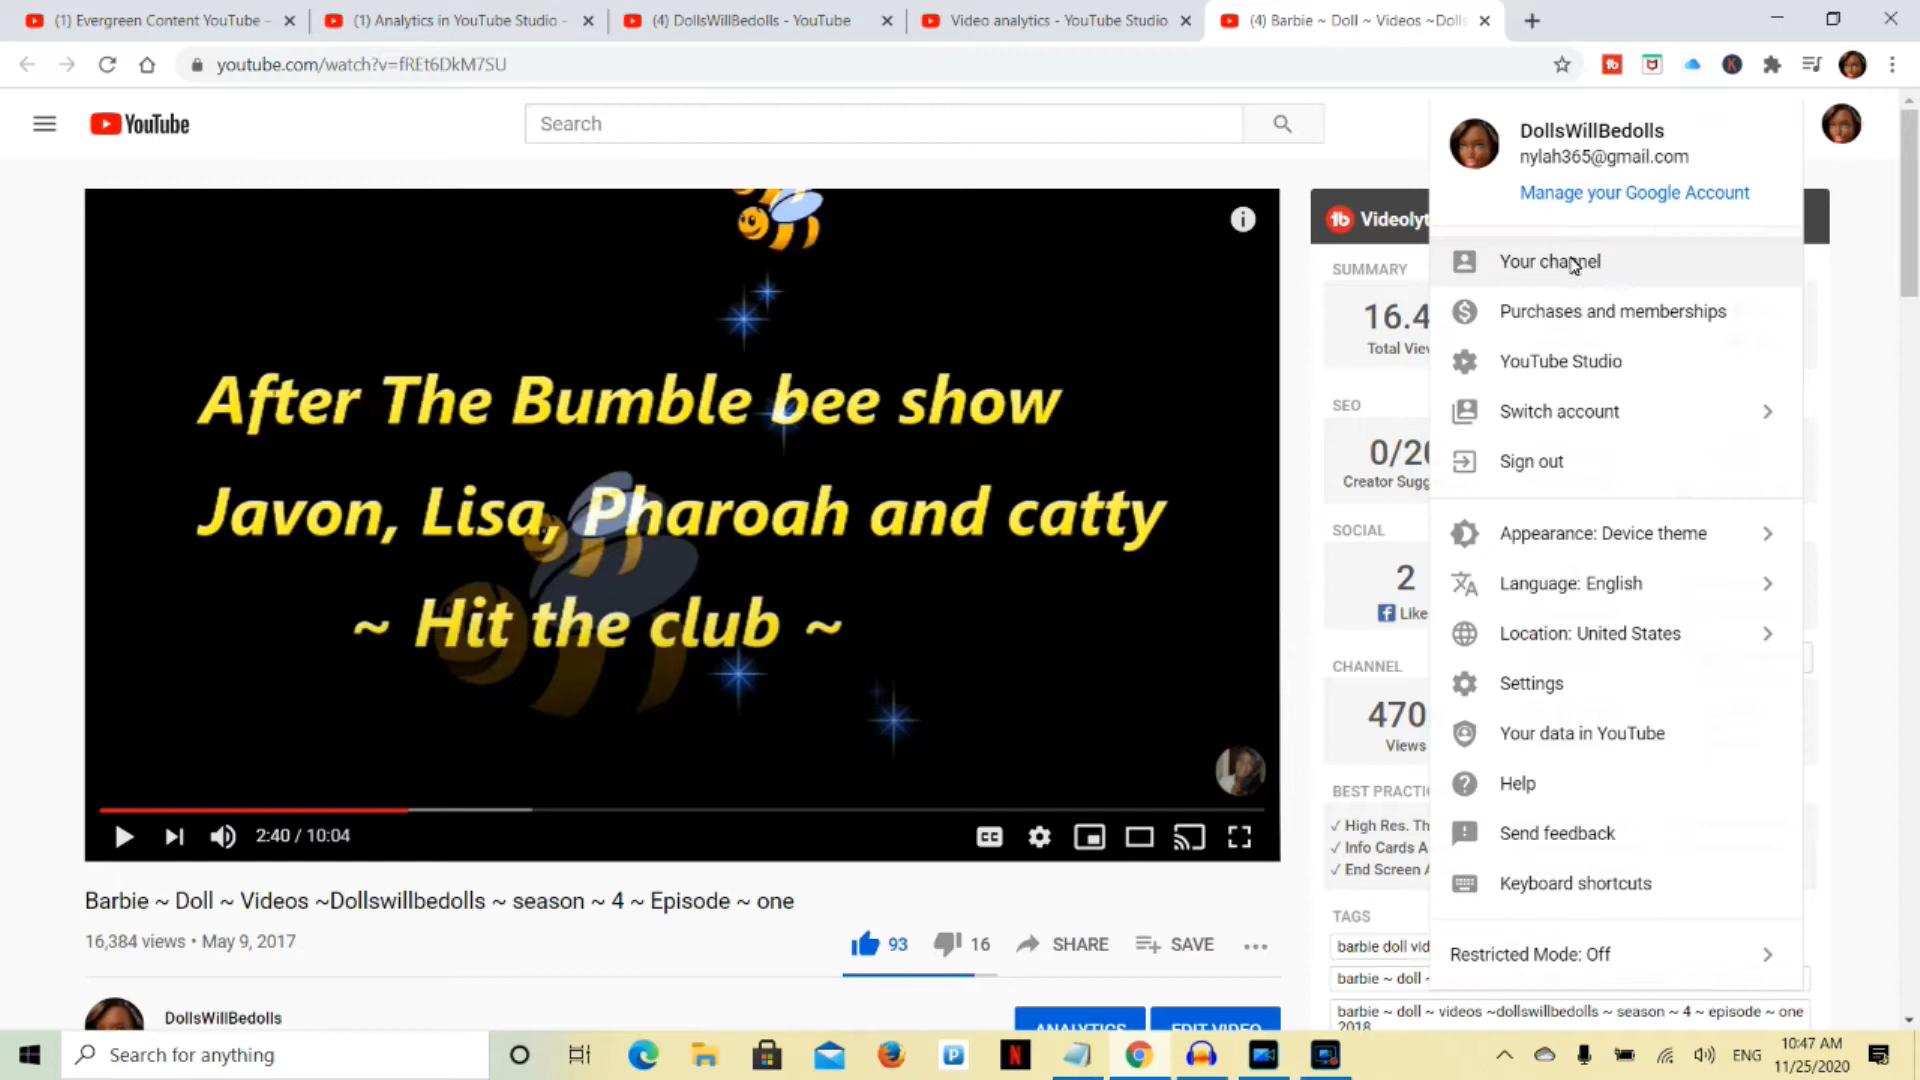 (1) Evergreen Content YouTube -
(1) Analytics in YouTube Studio -
(4) DollsWillBedolls - YouTube
Video analytics - YouTube Studio
(4) Barbie ~ Doll ~ Videos ~Dolls
youtube.com/watch?v=fREt6DkM7SU
YouTube
Search
DollsWillBedolls
nylah365@gmail.com
Manage your Google Account
Your channel
Purchases and memberships
YouTube Studio
Switch account
Sign out
Appearance: Device theme
Language: English
Location: United States
Settings
Your data in YouTube
Help
Send feedback
Keyboard shortcuts
Restricted Mode: Off
After The Bumble bee show
Javon, Lisa, Pharoah and catty
~ Hit the club ~
CC
2:40 / 10:04
Barbie ~ Doll ~ Videos ~Dollswillbedolls ~ season ~ 4 ~ Episode ~ one
16,384 views • May 9, 2017
93
16
SHARE
SAVE
DollsWillBedolls
ANALYTICS
EDIT VIDEO
Videolyt
SUMMARY
16.4
Total View
SEO
0/20
Creator Sugg
SOCIAL
2
Like
CHANNEL
470
Views
BEST PRACTI
✓ High Res. Th
✓ Info Cards A
✓ End Screen A
TAGS
barbie doll vid
barbie ~ doll ~
barbie ~ doll ~ videos ~dollswillbedolls ~ season ~ 4 ~ episode ~ one
2018
Search for anything
ENG
10:47 AM
11/25/2020